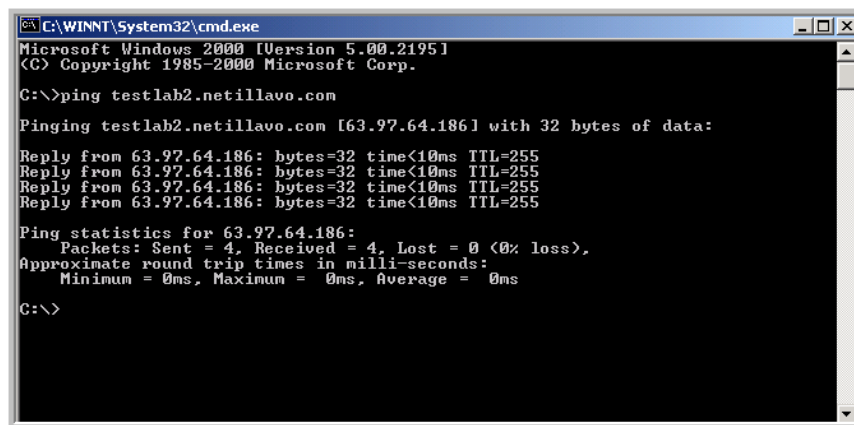 C:\WINNT\System32\cmd.exe
Microsoft Windows 2000 [Version 5.00.2195]
(C) Copyright 1985-2000 Microsoft Corp.
C:\>ping testlab2.netillavo.com
Pinging testlab2.netillavo.com [63.97.64.186] with 32 bytes of data:
Reply from 63.97.64.186: bytes=32 time<10ms TTL=255
Reply from 63.97.64.186: bytes=32 time<10ms TTL=255
Reply from 63.97.64.186: bytes=32 time<10ms TTL=255
Reply from 63.97.64.186: bytes=32 time<10ms TTL=255
Ping statistics for 63.97.64.186:
    Packets: Sent = 4, Received = 4, Lost = 0 (0% loss),
Approximate round trip times in milli-seconds:
    Minimum = 0ms, Maximum =  0ms, Average =  0ms
C:\>